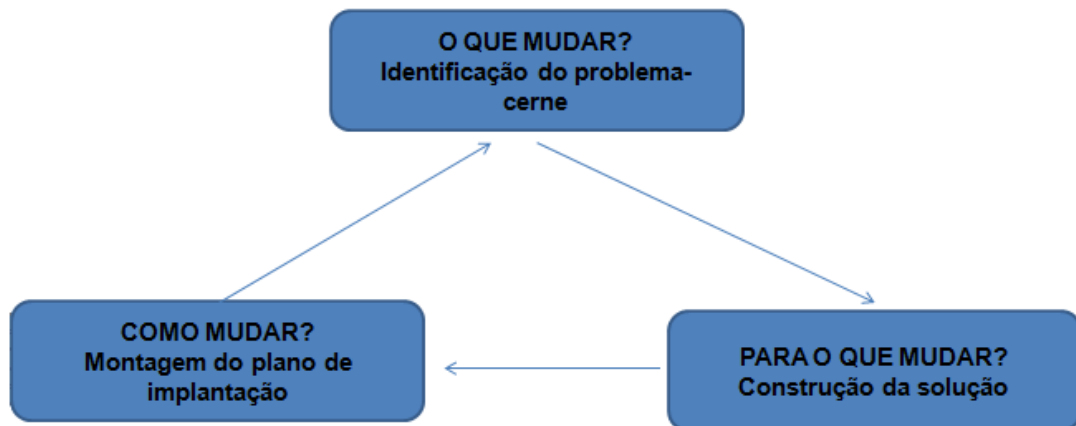 O QUE MUDAR?
Identificação do problema-
cerne
COMO MUDAR?
Montagem do plano de
implantação
PARA O QUE MUDAR?
Construção da solução